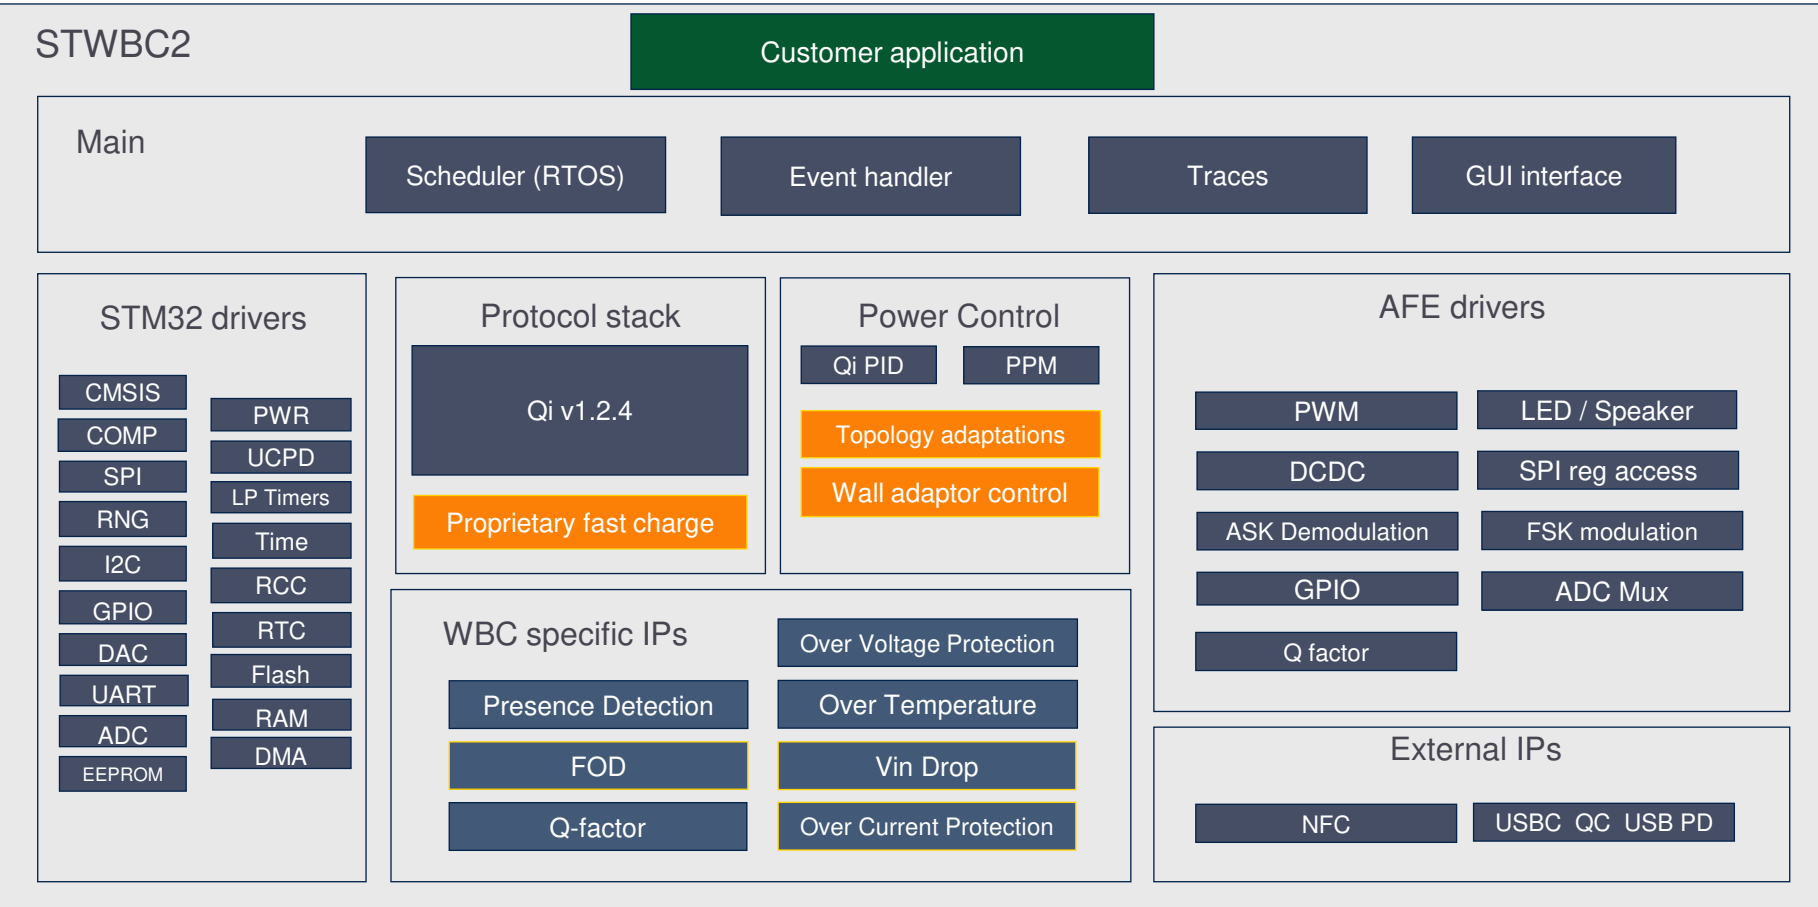 STWBC2
Customer application
Main
Scheduler (RTOS)
Event handler
Traces
GUI interface
STM32 drivers
CMSIS
COMP
SPI
RNG
I2C
GPIO
DAC
UART
ADC
EEPROM
PWR
UCPD
LP Timers
Time
RCC
RTC
Flash
RAM
DMA
Protocol stack
Qi v1.2.4
Proprietary fast charge
Power Control
Qi PID
PPM
Topology adaptations
Wall adaptor control
WBC specific IPs
Presence Detection
FOD
Q-factor
Over Voltage Protection
Over Temperature
Vin Drop
Over Current Protection
AFE drivers
PWM
DCDC
ASK Demodulation
GPIO
Q factor
LED / Speaker
SPI reg access
FSK modulation
ADC Mux
External IPs
NFC
USBC QC USB PD